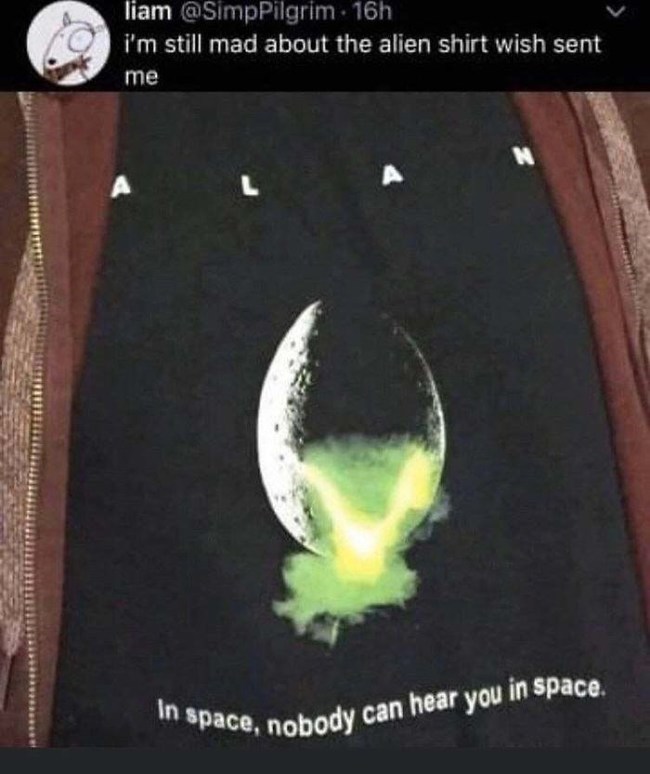 liam @SimpPilgrim · 16h
i'm still mad about the alien shirt wish sent
me
A L A N
In space, nobody can hear you in space.